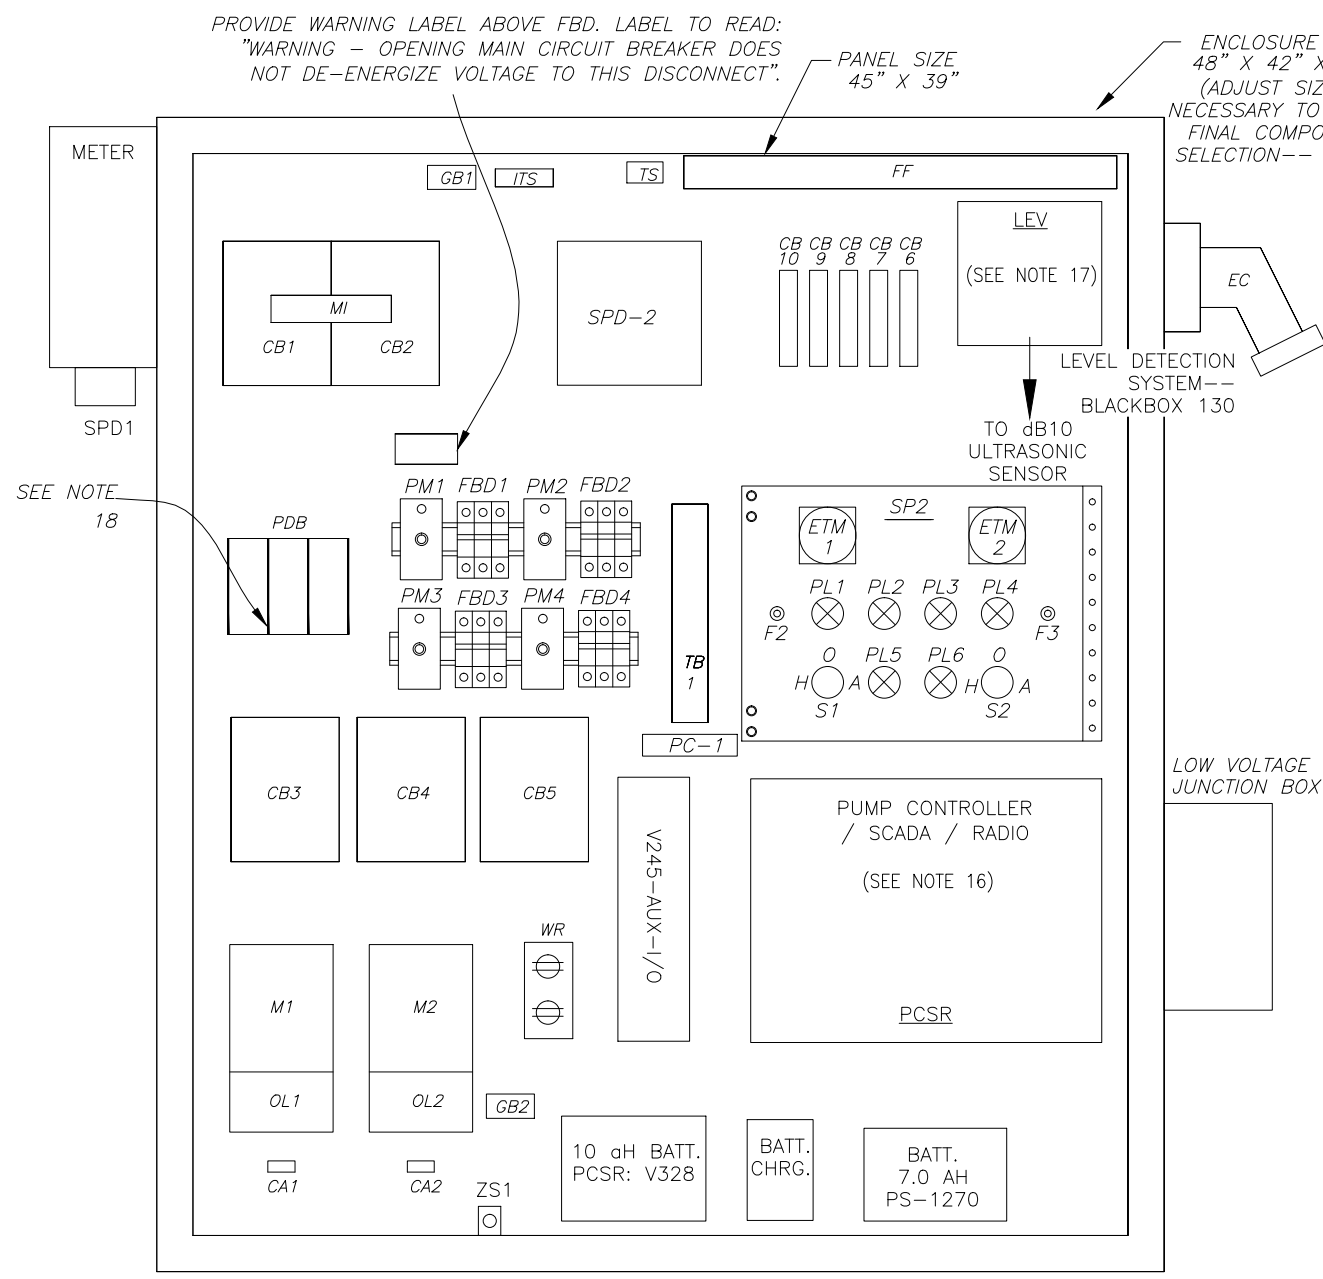 PROVIDE WARNING LABEL ABOVE FBD. LABEL TO READ:
"WARNING – OPENING MAIN CIRCUIT BREAKER DOES
NOT DE–ENERGIZE VOLTAGE TO THIS DISCONNECT".
PANEL SIZE
45" X 39"
ENCLOSURE
48" X 42" X
(ADJUST SIZ
NECESSARY TO
FINAL COMPO
SELECTION––
METER
SPD1
GB1
ITS
TS
FF
LEV
(SEE NOTE 17)
EC
MI
CB1
CB2
SPD–2
CB
10
CB
9
CB
8
CB
7
CB
6
LEVEL DETECTION
SYSTEM––
BLACKBOX 130
TO dB10
ULTRASONIC
SENSOR
SEE NOTE
18
PDB
PM1
FBD1
PM2
FBD2
PM3
FBD3
PM4
FBD4
TB
1
SP2
ETM
1
ETM
2
PL1
PL2
PL3
PL4
F2
F3
O
PL5
PL6
O
H
A
H
A
S1
S2
PC–1
CB3
CB4
CB5
V245–AUX–I/O
PUMP CONTROLLER
/ SCADA / RADIO
(SEE NOTE 16)
PCSR
LOW VOLTAGE
JUNCTION BOX
WR
M1
M2
OL1
OL2
GB2
CA1
CA2
ZS1
10 aH BATT.
PCSR: V328
BATT.
CHRG.
BATT.
7.0 AH
PS–1270